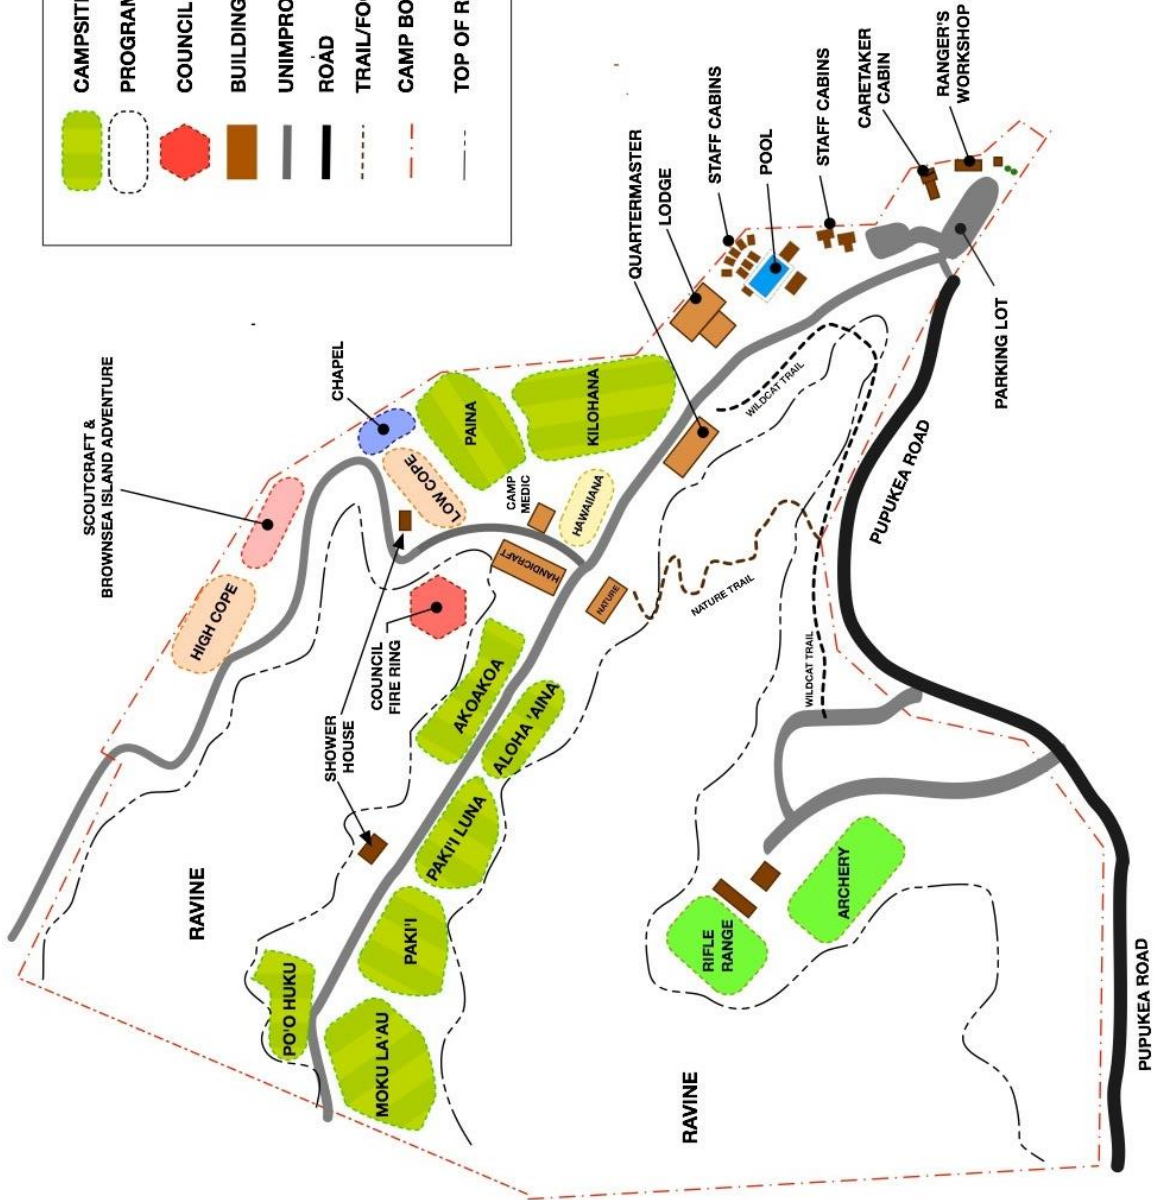 CAMPSITI
PROGRAM
COUNCIL
BUILDING
UNIMPRO
ROAD
TRAIL/FO
CAMP BO
TOP OF R
SCOUTCRAFT &
BROWNSEA ISLAND ADVENTURE
CHAPEL
QUARTERMASTER
LODGE
STAFF CABINS
POOL
STAFF CABINS
CARETAKER
CABIN
RANGER'S
WORKSHOP
PARKING LOT
HIGH COPE
LOW COPE
PAINA
KILOHANA
CAMP
MEDIC
HAWAIIANA
HANDICRAFT
NATURE
WILDCAT TRAIL
NATURE TRAIL
WILDCAT TRAIL
PUPUKEA ROAD
SHOWER
HOUSE
COUNCIL
FIRE RING
AKOAKOA
ALOHA 'AINA
PAKI'I LUNA
PAKI'I
PO'O HUKU
MOKU LA'AU
RAVINE
RIFLE
RANGE
ARCHERY
RAVINE
PUPUKEA ROAD